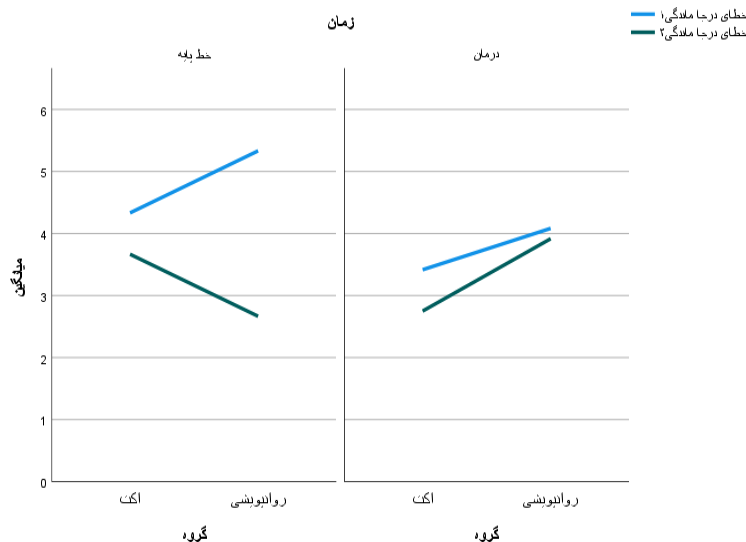 زمان
خطای درجا ماندگی۱
خطای درجا ماندگی۲
خط پایه
درمان
میانگین
6
5
4
3
2
1
0
اکت
روانپویشی
اکت
روانپویشی
گروه
گروه